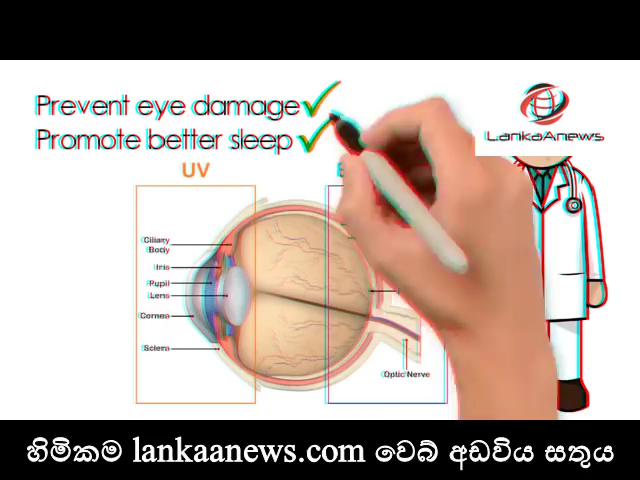 Prevent eye damage
Promote better sleep
LankaAnews
UV
Ciliary
Body
Iris
Pupil
Lens
Cornea
Sclera
Optic Nerve
හිමිකම lankaanews.com වෙබ් අඩවිය සතුය